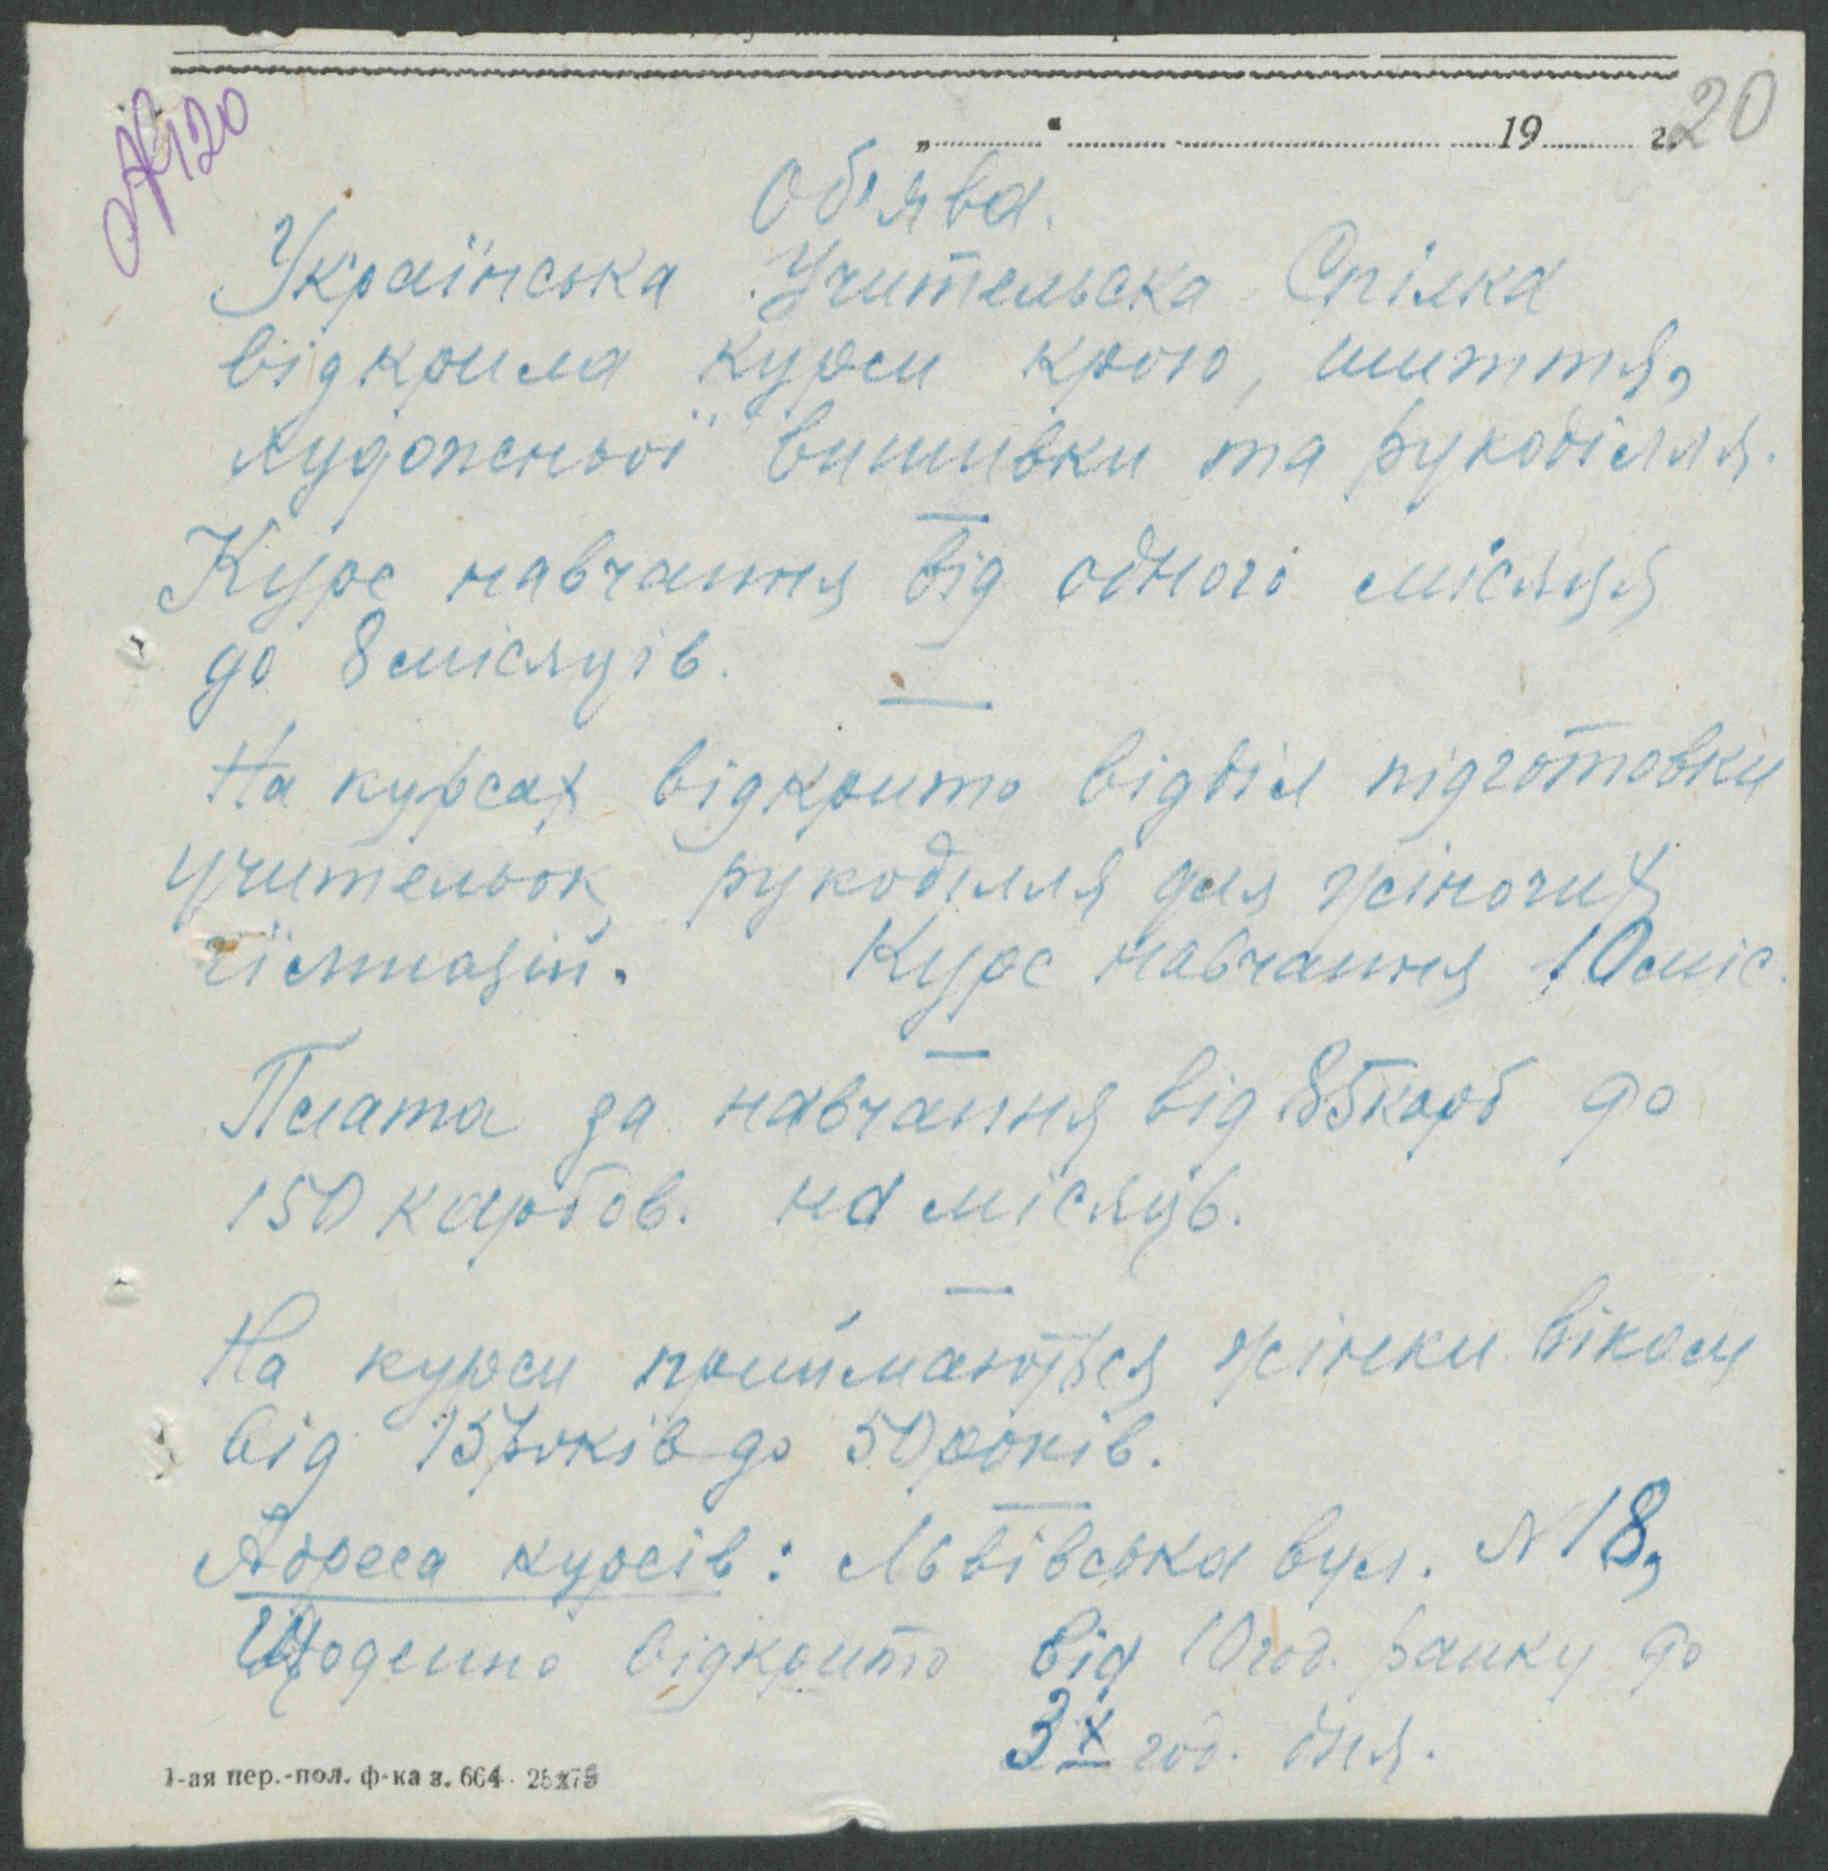 №120
„ “ 19 г.
20
Об'ява.
Українська Учительска Спілка
відкрила курси крою, шиття,
художньої вишивки та рукоділля.
Курс навчання від одного місяця
до 8 місяців.
На курсах відкрито відділ підготовки
учительок рукоділля для жіночих
гімназій. Курс навчання 10 міс.
Плата за навчання від 85 карб до
150 карбов. на місяць.
На курси приймаються жінки віком
від 15 років до 50 років.
Адреса курсів: Львівська вул. № 18,
Щоденно відкрито від 10 год. ранку до
3х год. дня.
1-ая пер.-пол. ф-ка з. 664